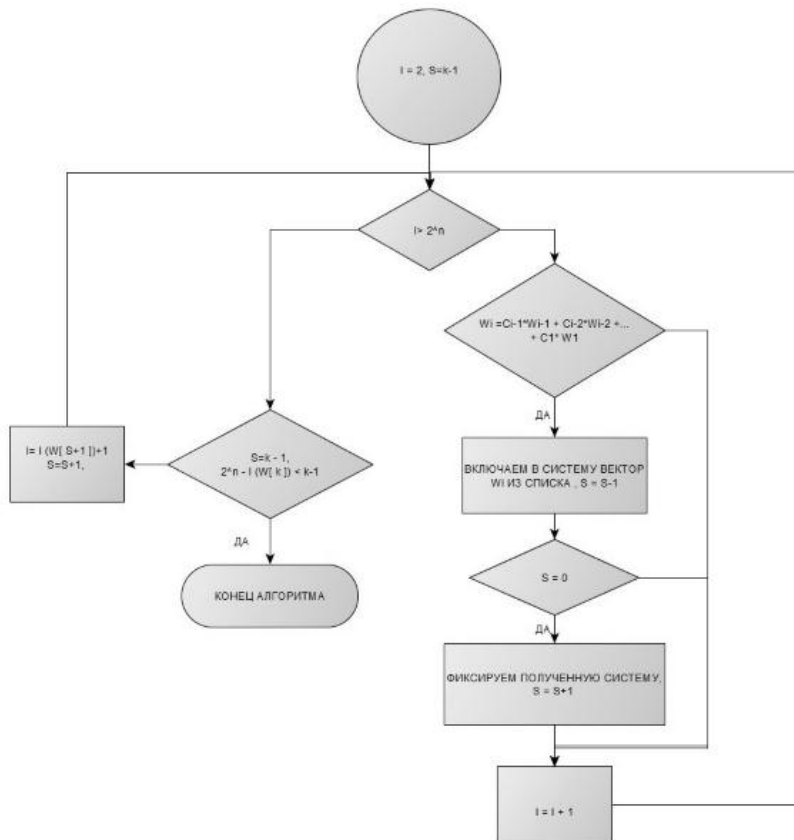 I = 2, S=k-1
I> 2^n
Wi =Ci-1*Wi-1 + Ci-2*Wi-2 +...
+ C1* W1
ДА
I= I (W[ S+1 ])+1
S=S+1,
S=k - 1,
2^n - I (W[ k ]) < k-1
ВКЛЮЧАЕМ В СИСТЕМУ ВЕКТОР
WI ИЗ СПИСКА , S = S-1
ДА
КОНЕЦ АЛГОРИТМА
S = 0
ДА
ФИКСИРУЕМ ПОЛУЧЕННУЮ СИСТЕМУ,
S = S+1
I = I + 1